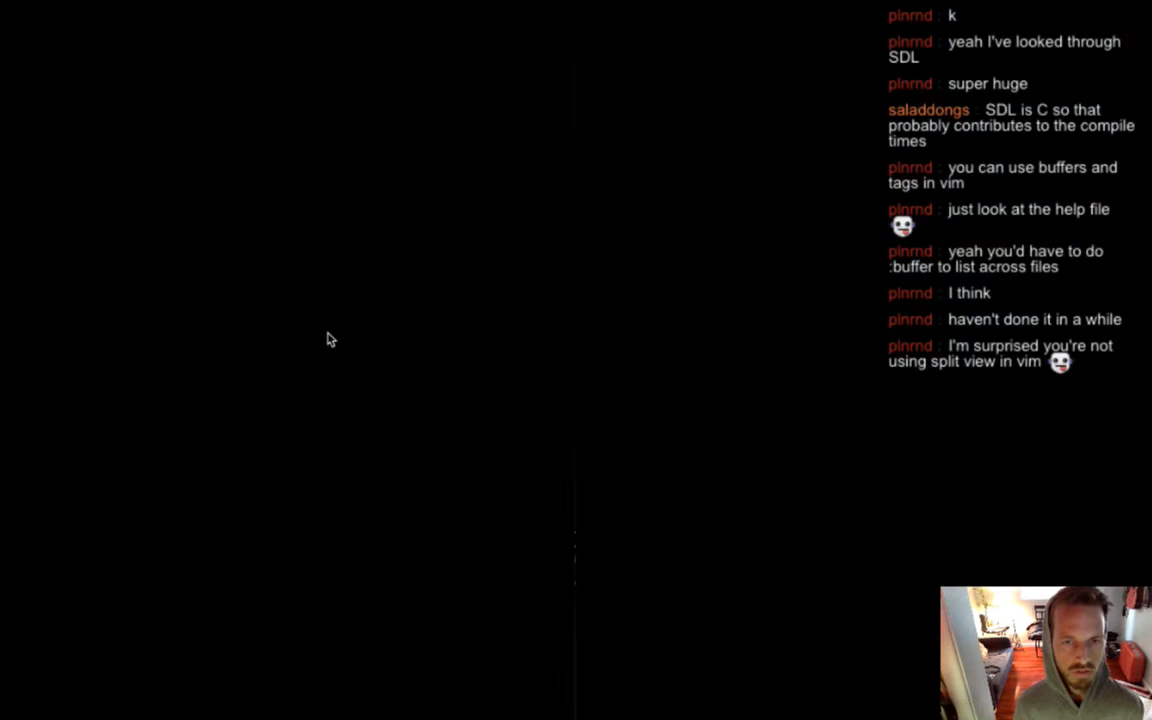 plnrnd : k
plnrnd : yeah I've looked through
SDL
plnrnd : super huge
saladdongs : SDL is C so that
probably contributes to the compile
times
plnrnd : you can use buffers and
tags in vim
plnrnd : just look at the help file
plnrnd : yeah you'd have to do
:buffer to list across files
plnrnd : I think
plnrnd : haven't done it in a while
plnrnd : I'm surprised you're not
using split view in vim